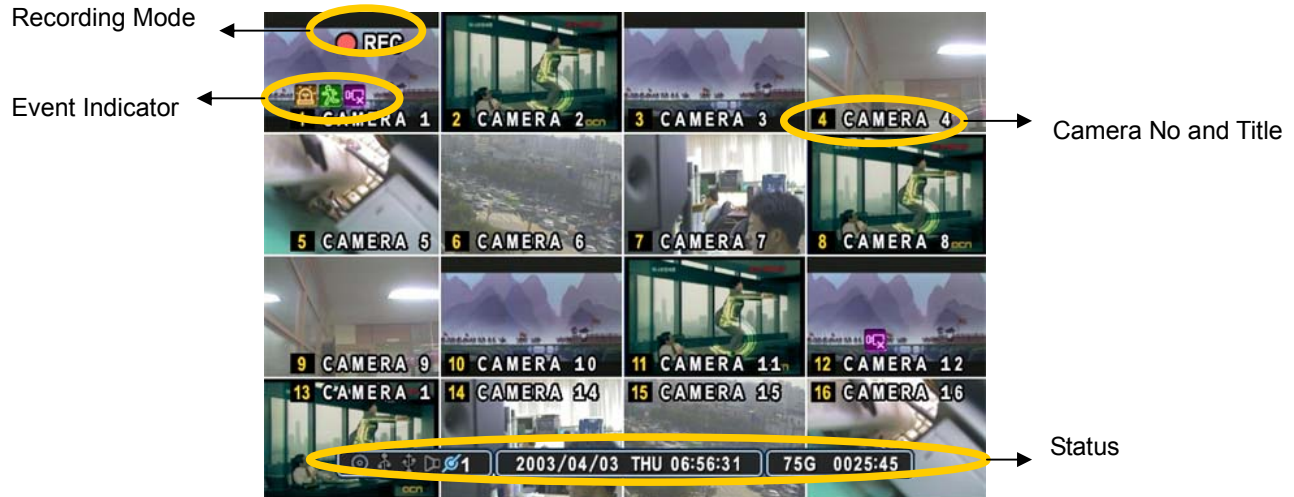 Recording Mode
REC
Event Indicator
1 CAMERA 1
2 CAMERA 2
ocn
3 CAMERA 3
4 CAMERA 4
Camera No and Title
5 CAMERA 5
6 CAMERA 6
7 CAMERA 7
8 CAMERA 8
ocn
9 CAMERA 9
10 CAMERA 10
11 CAMERA 11
12 CAMERA 12
13 CAMERA 1
14 CAMERA 14
15 CAMERA 15
16 CAMERA 16
Status
1
2003/04/03 THU 06:56:31
75G 0025:45
ocn